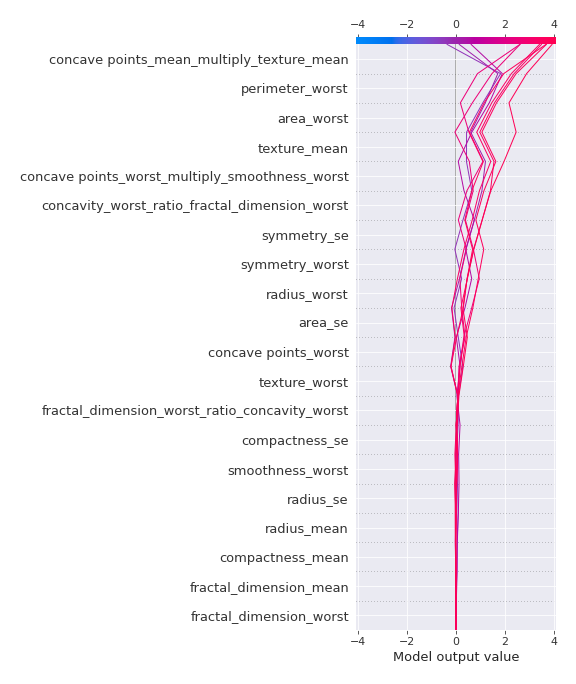 −4 −2 0 2 4
concave points_mean_multiply_texture_mean
perimeter_worst
area_worst
texture_mean
concave points_worst_multiply_smoothness_worst
concavity_worst_ratio_fractal_dimension_worst
symmetry_se
symmetry_worst
radius_worst
area_se
concave points_worst
texture_worst
fractal_dimension_worst_ratio_concavity_worst
compactness_se
smoothness_worst
radius_se
radius_mean
compactness_mean
fractal_dimension_mean
fractal_dimension_worst
−4 −2 0 2 4
Model output value